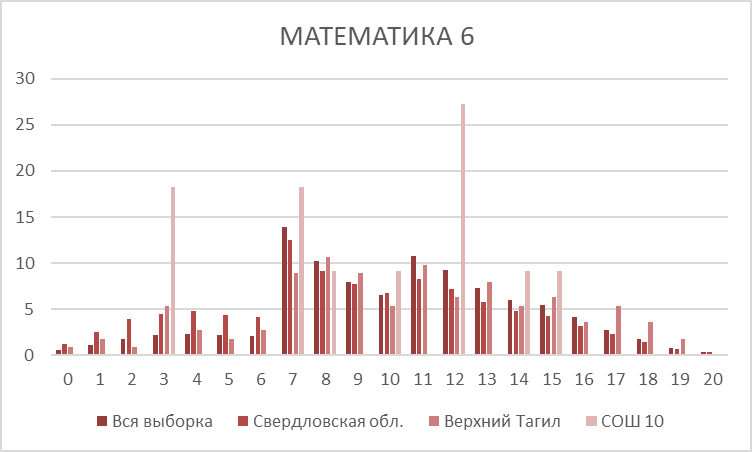 МАТЕМАТИКА 6
30
25
20
15
10
5
0
0 1 2 3 4 5 6 7 8 9 10 11 12 13 14 15 16 17 18 19 20
Вся выборка Свердловская обл. Верхний Тагил СОШ 10